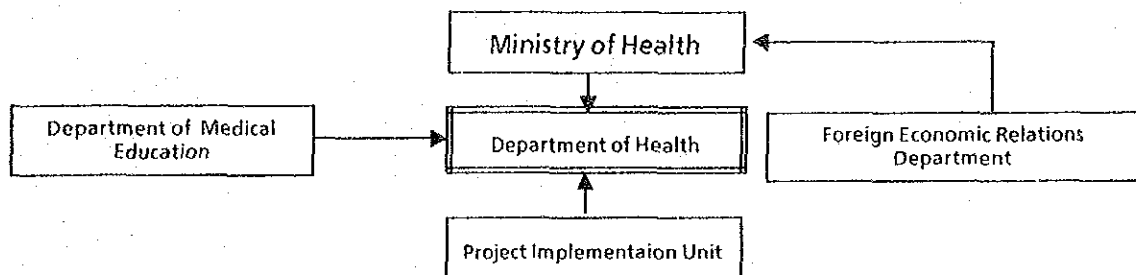 Ministry of Health
Department of Medical
Education
Department of Health
Foreign Economic Relations
Department
Project Implementaion Unit